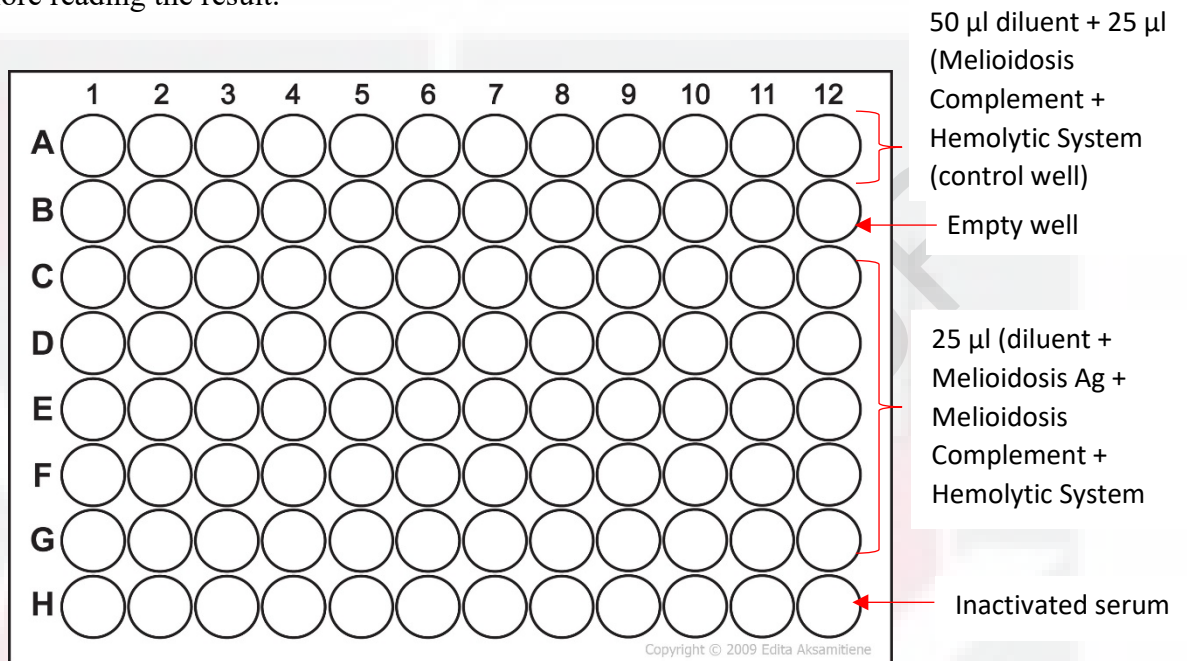 ore reading the result.
50 µl diluent + 25 µl
(Melioidosis
Complement +
Hemolytic System
(control well)
Empty well
1 2 3 4 5 6 7 8 9 10 11 12
A
B
C
D
E
F
G
H
25 µl (diluent +
Melioidosis Ag +
Melioidosis
Complement +
Hemolytic System
Inactivated serum
Copyright © 2009 Edita Aksamitiene